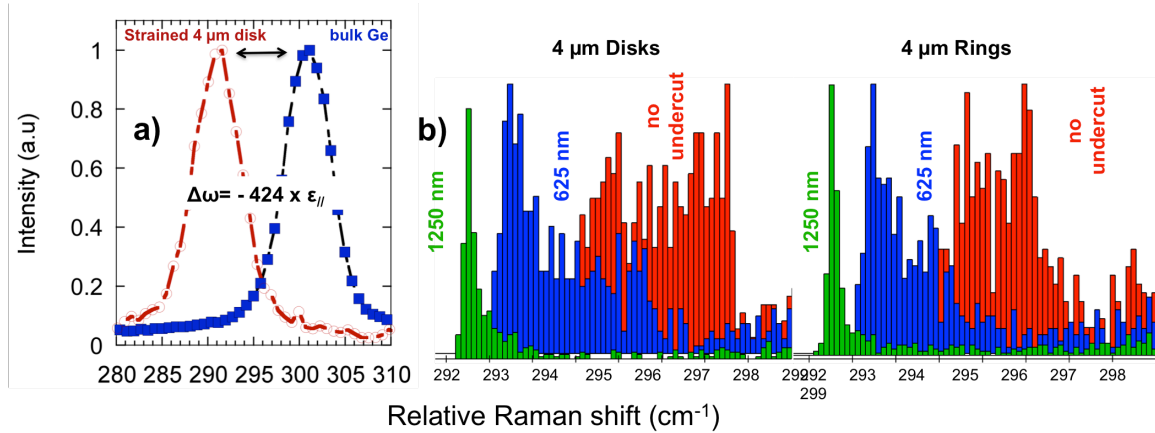 Strained 4 µm disk
bulk Ge
a)
Δω= - 424 x ε//
Intensity (a.u)
1
0.8
0.6
0.4
0.2
0
280 285 290 295 300 305 310
4 µm Disks
4 µm Rings
b)
1250 nm
625 nm
no
undercut
1250 nm
625 nm
no
undercut
292 293 294 295 296 297 298 299
292 293 294 295 296 297 298
299
Relative Raman shift (cm-1)